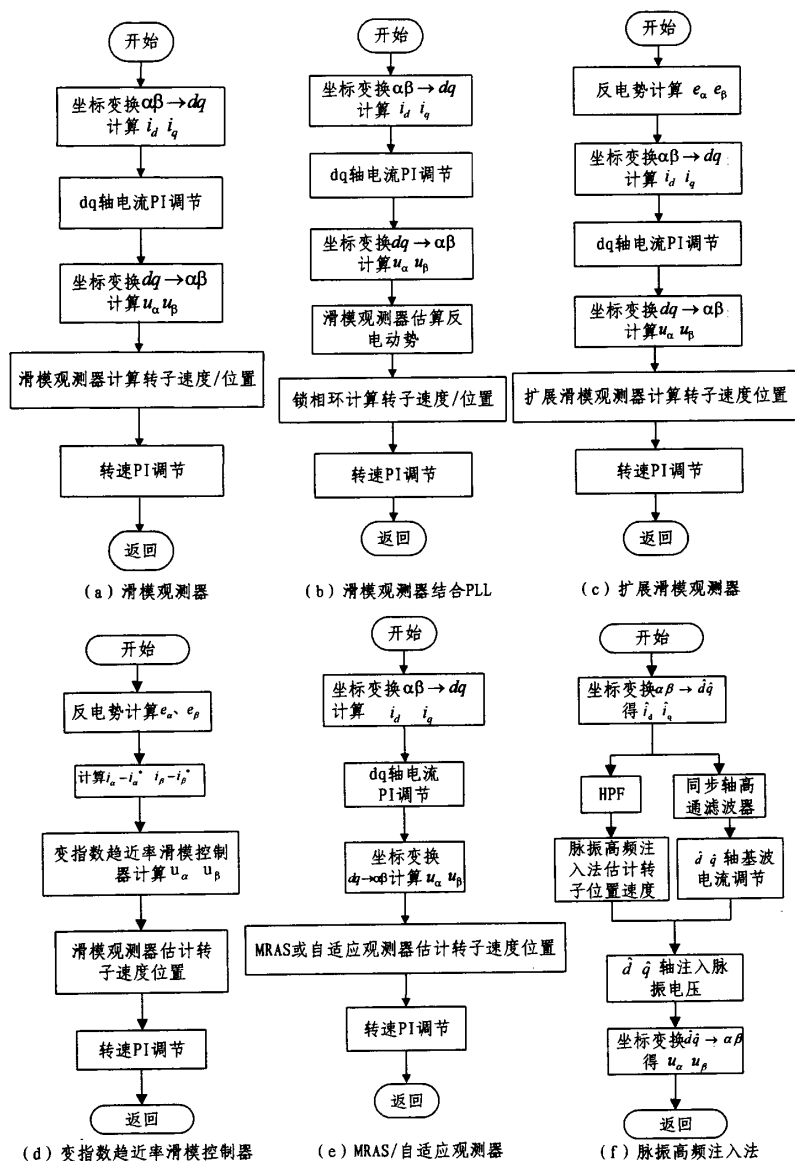 开始
坐标变换αβ→dq
计算 i_d i_q
dq轴电流PI调节
坐标变换dq→αβ
计算u_α u_β
滑模观测器计算转子速度/位置
转速PI调节
返回
(a)滑模观测器
开始
坐标变换αβ→dq
计算 i_d i_q
dq轴电流PI调节
坐标变换dq→αβ
计算u_α u_β
滑模观测器估算反
电动势
锁相环计算转子速度/位置
转速PI调节
返回
(b)滑模观测器结合PLL
开始
反电势计算 e_α e_β
坐标变换αβ→dq
计算 i_d i_q
dq轴电流PI调节
坐标变换dq→αβ
计算u_α u_β
扩展滑模观测器计算转子速度位置
转速PI调节
返回
(c)扩展滑模观测器
开始
反电势计算e_α、e_β
计算i_α-i_α* i_β-i_β*
变指数趋近率滑模控制
器计算u_α u_β
滑模观测器估计转
子速度位置
转速PI调节
返回
(d)变指数趋近率滑模控制器
开始
坐标变换αβ→dq
计算 i_d i_q
dq轴电流
PI调节
坐标变换
dq→αβ计算u_α u_β
MRAS或自适应观测器估计转子速度位置
转速PI调节
返回
(e)MRAS/自适应观测器
开始
坐标变换αβ→d̂q̂
得 î_d î_q
HPF
脉振高频注
入法估计转
子位置速度
同步轴高
通滤波器
d̂ q̂ 轴基波
电流调节
d̂ q̂ 轴注入脉
振电压
坐标变换d̂q̂→αβ
得 u_α u_β
返回
(f)脉振高频注入法